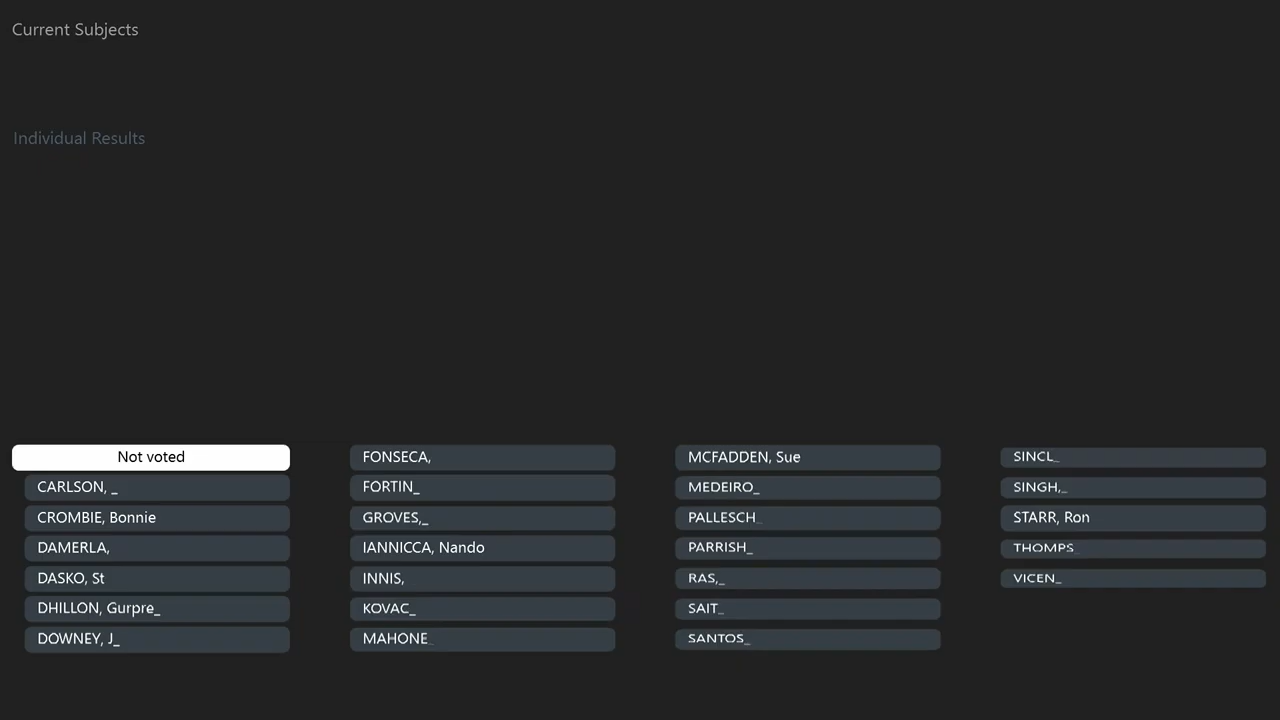 Current Subjects
Individual Results
Not voted
CARLSON, _
CROMBIE, Bonnie
DAMERLA,
DASKO, St
DHILLON, Gurpre_
DOWNEY, J_
FONSECA,
FORTIN_
GROVES,_
IANNICCA, Nando
INNIS,
KOVAC_
MAHONE_
MCFADDEN, Sue
MEDEIRO_
PALLESCH_
PARRISH_
RAS,_
SAIT_
SANTOS_
SINCL_
SINGH,_
STARR, Ron
THOMPS_
VICEN_